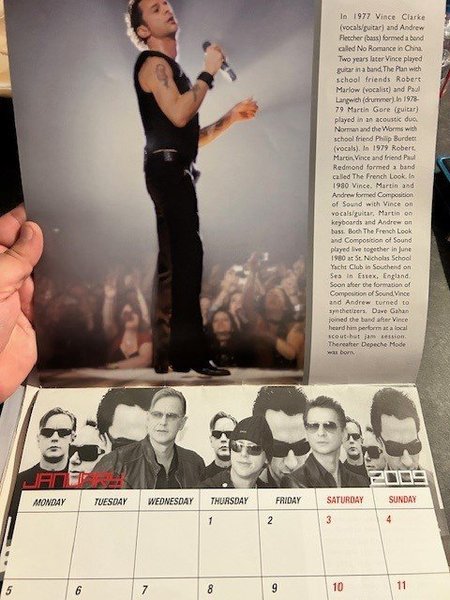 In 1977 Vince Clarke
(vocals/guitar) and Andrew
Fletcher (bass) formed a band
called No Romance in China.
Two years later Vince played
guitar in a band, The Plan with
school friends Robert
Marlow (vocalist) and Paul
Langwith (drummer). In 1978-
79 Martin Gore (guitar)
played in an acoustic duo,
Norman and the Worms with
school friend Philip Burdett
(vocals). In 1979 Robert,
Martin, Vince and friend Paul
Redmond formed a band
called The French Look. In
1980 Vince, Martin and
Andrew formed Composition
of Sound with Vince on
vocals/guitar, Martin on
keyboards and Andrew on
bass. Both The French Look
and Composition of Sound
played live together in June
1980 at St. Nicholas School
Yacht Club in Southend on
Sea in Essex, England.
Soon after the formation of
Composition of Sound, Vince
and Andrew turned to
synthetizers. Dave Gahan
joined the band after Vince
heard him perform at a local
scout-hut jam session.
Thereafter Depeche Mode
was born.
JANUARY 2009
MONDAY TUESDAY WEDNESDAY THURSDAY FRIDAY SATURDAY SUNDAY
1 2 3 4
5 6 7 8 9 10 11